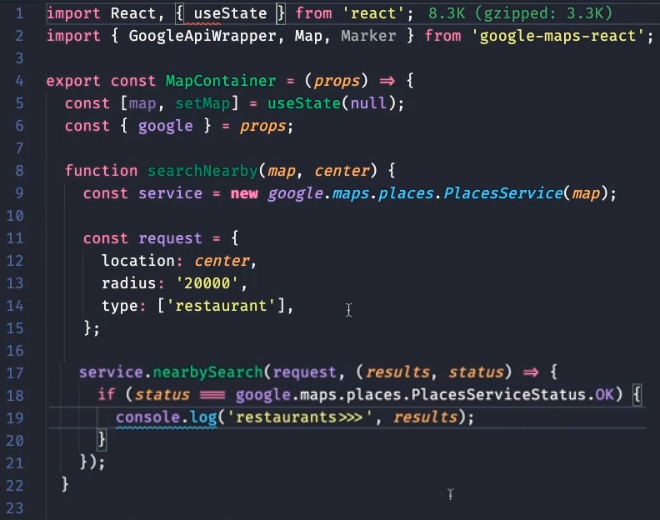 1 import React, { useState } from 'react'; 8.3K (gzipped: 3.3K)
2 import { GoogleApiWrapper, Map, Marker } from 'google-maps-react';
3
4 export const MapContainer = (props) => {
5 const [map, setMap] = useState(null);
6 const { google } = props;
7
8 function searchNearby(map, center) {
9 const service = new google.maps.places.PlacesService(map);
10
11 const request = {
12 location: center,
13 radius: '20000',
14 type: ['restaurant'],
15 };
16
17 service.nearbySearch(request, (results, status) => {
18 if (status === google.maps.places.PlacesServiceStatus.OK) {
19 console.log('restaurants>>>', results);
20 }
21 });
22 }
23